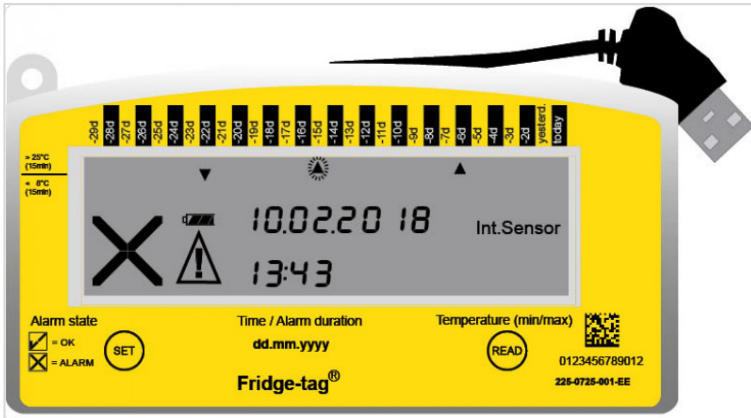 -29d -28d -27d -26d -25d -24d -23d -22d -21d -20d -19d -18d -17d -16d -15d -14d -13d -12d -11d -10d -9d -8d -7d -6d -5d -4d -3d -2d yesterd. today
> 25°C
(15min)
< 8°C
(15min)
10.02.2018
Int.Sensor
13:43
Alarm state
= OK
= ALARM
SET
Time / Alarm duration
dd.mm.yyyy
Fridge-tag®
Temperature (min/max)
READ
0123456789012
225-0725-001-EE